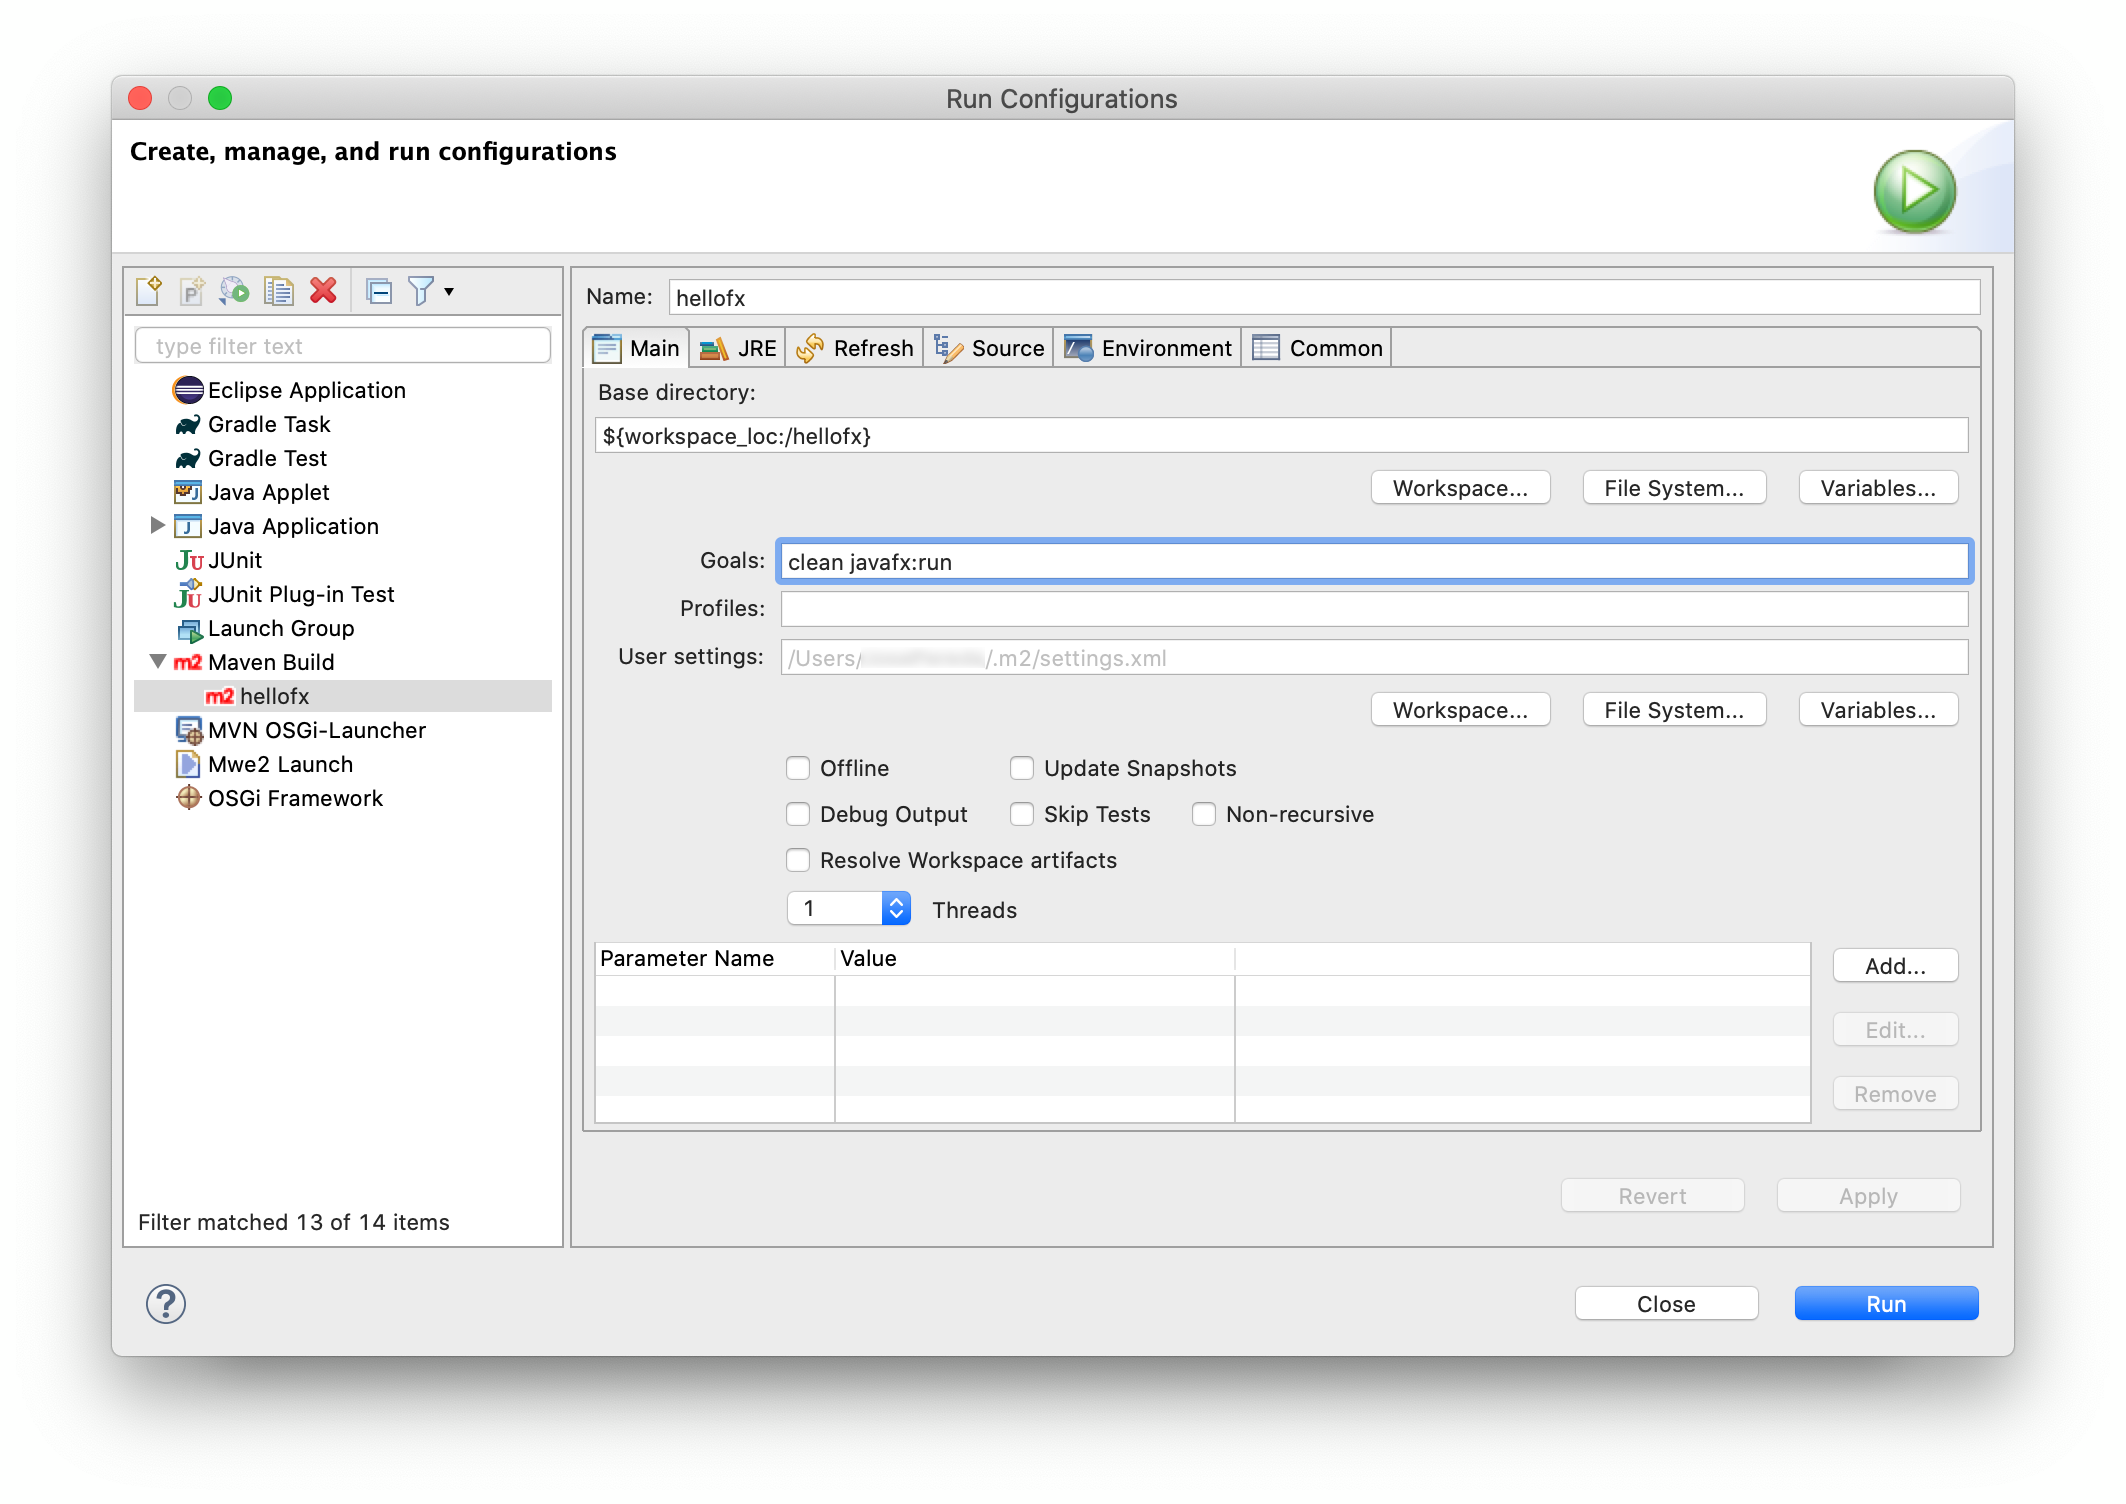 Run Configurations
Create, manage, and run configurations
type filter text
Eclipse Application
Gradle Task
Gradle Test
Java Applet
Java Application
JUnit
JUnit Plug-in Test
Launch Group
m2 Maven Build
m2 hellofx
MVN OSGi-Launcher
Mwe2 Launch
OSGi Framework
Filter matched 13 of 14 items
Name: hellofx
Main JRE Refresh Source Environment Common
Base directory:
${workspace_loc:/hellofx}
Workspace... File System... Variables...
Goals: clean javafx:run
Profiles:
User settings: /Users/ /.m2/settings.xml
Workspace... File System... Variables...
Offline Update Snapshots
Debug Output Skip Tests Non-recursive
Resolve Workspace artifacts
1 Threads
Parameter Name Value
Add...
Edit...
Remove
Revert Apply
? Close Run